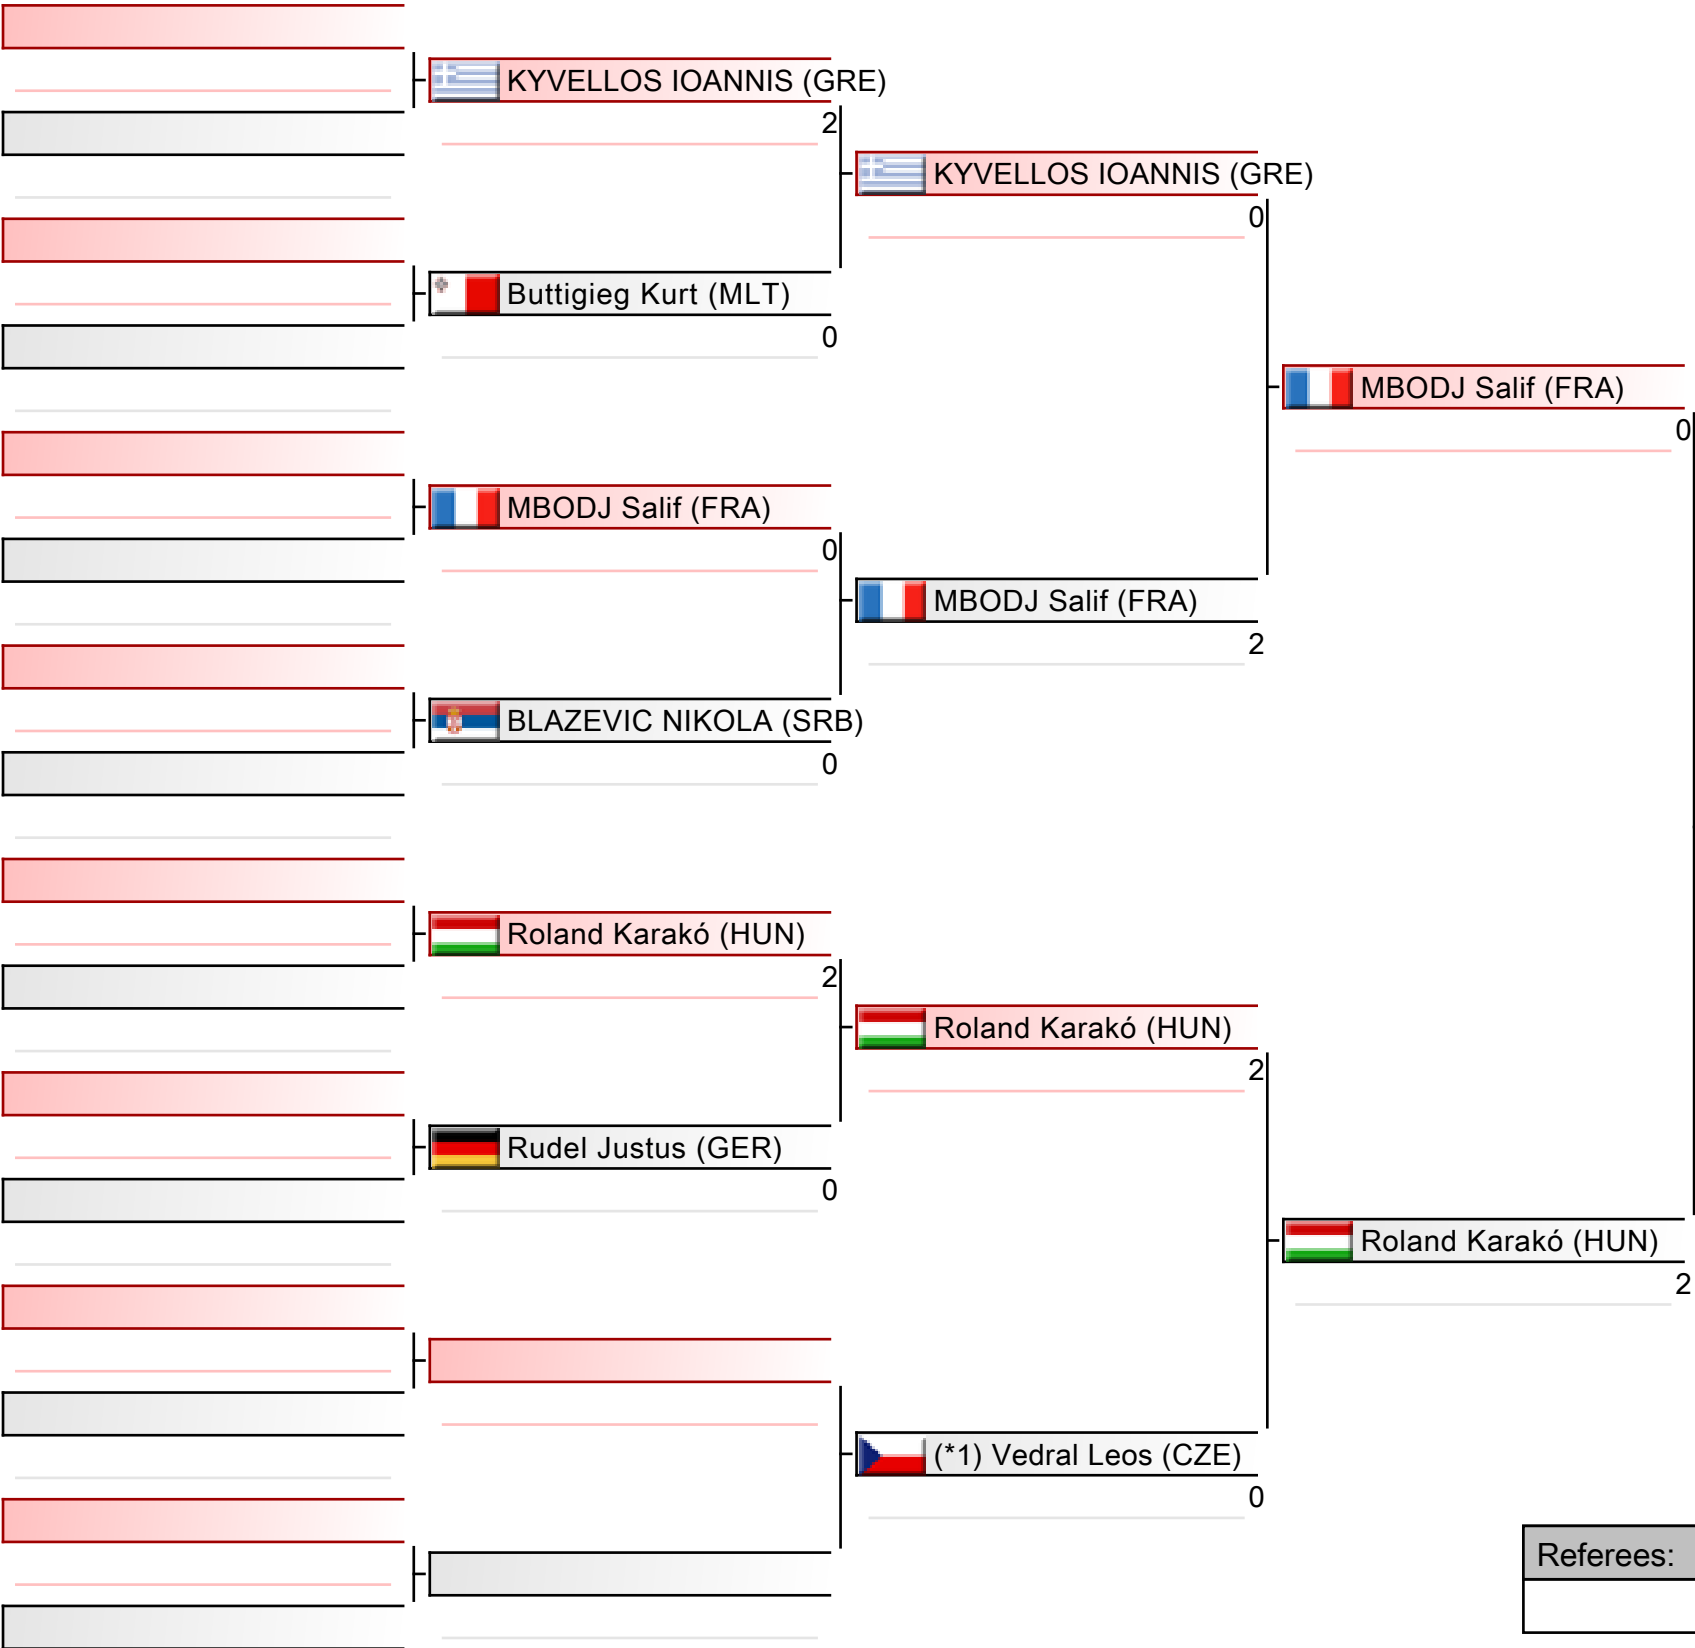 KYVELLOS IOANNIS (GRE)
2
KYVELLOS IOANNIS (GRE)
0
Buttigieg Kurt (MLT)
0
MBODJ Salif (FRA)
0
MBODJ Salif (FRA)
0
MBODJ Salif (FRA)
2
BLAZEVIC NIKOLA (SRB)
0
Roland Karakó (HUN)
2
Roland Karakó (HUN)
2
Rudel Justus (GER)
0
Roland Karakó (HUN)
2
(*1) Vedral Leos (CZE)
0
Referees: